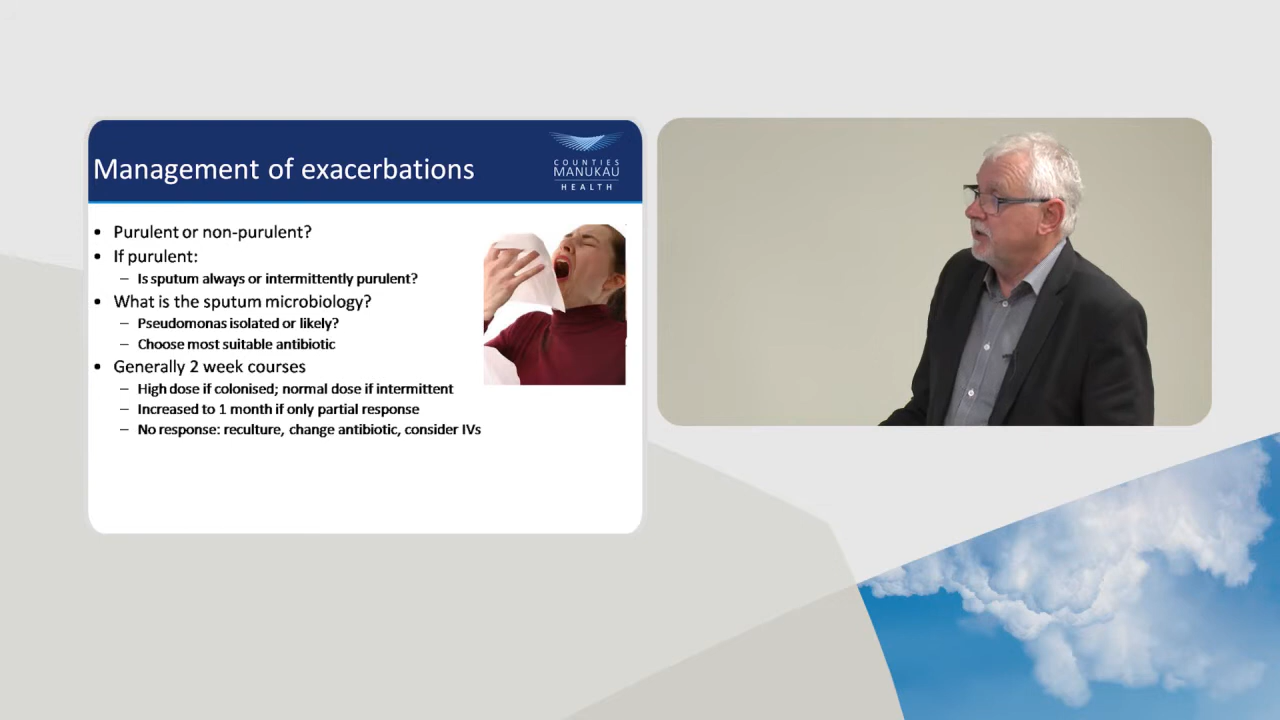 Management of exacerbations
COUNTIES
MANUKAU
HEALTH
• Purulent or non-purulent?
• If purulent:
– Is sputum always or intermittently purulent?
• What is the sputum microbiology?
– Pseudomonas isolated or likely?
– Choose most suitable antibiotic
• Generally 2 week courses
– High dose if colonised; normal dose if intermittent
– Increased to 1 month if only partial response
– No response: reculture, change antibiotic, consider IVs